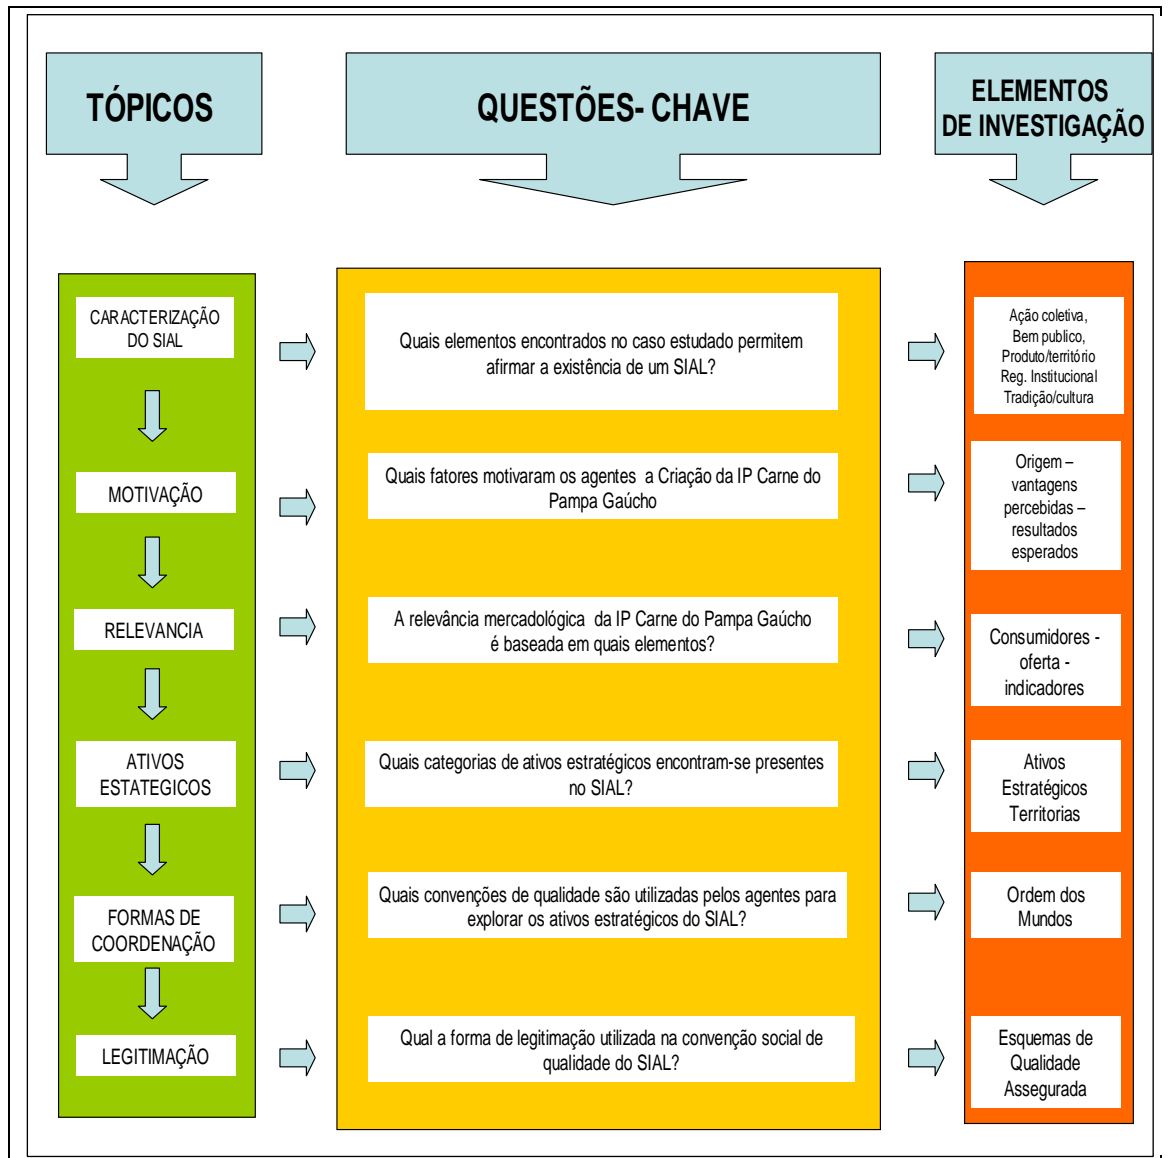 TÓPICOS
QUESTÕES- CHAVE
ELEMENTOS
DE INVESTIGAÇÃO
CARACTERIZAÇÃO
DO SIAL
Quais elementos encontrados no caso estudado permitem
afirmar a existência de um SIAL?
Ação coletiva,
Bem publico,
Produto/território
Reg. Institucional
Tradição/cultura
MOTIVAÇÃO
Quais fatores motivaram os agentes a Criação da IP Carne do
Pampa Gaúcho
Origem –
vantagens
percebidas –
resultados
esperados
RELEVANCIA
A relevância mercadológica da IP Carne do Pampa Gaúcho
é baseada em quais elementos?
Consumidores -
oferta -
indicadores
ATIVOS
ESTATEGICOS
Quais categorias de ativos estratégicos encontram-se presentes
no SIAL?
Ativos
Estratégicos
Territorias
FORMAS DE
COORDENAÇÃO
Quais convenções de qualidade são utilizadas pelos agentes para
explorar os ativos estratégicos do SIAL?
Ordem dos
Mundos
LEGITIMAÇÃO
Qual a forma de legitimação utilizada na convenção social de
qualidade do SIAL?
Esquemas de
Qualidade
Assegurada